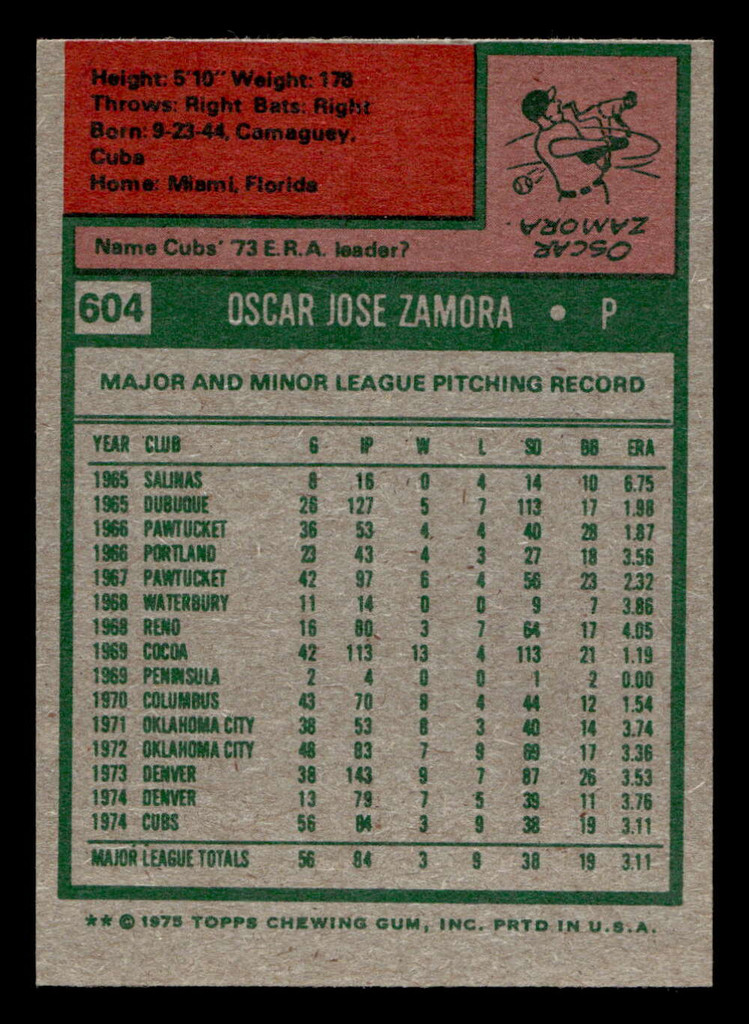 Height: 5'10" Weight: 178
Throws: Right Bats: Right
Born: 9-23-44, Camaguey,
Cuba
Home: Miami, Florida
OSCAR
ZAMORA
Name Cubs' '73 E.R.A. leader?
604 OSCAR JOSE ZAMORA • P
MAJOR AND MINOR LEAGUE PITCHING RECORD
YEAR CLUB G IP W L SO BB ERA
1965 SALINAS 8 16 0 4 14 10 6.75
1965 DUBUQUE 26 127 5 7 113 17 1.98
1966 PAWTUCKET 36 53 4 4 40 28 1.87
1966 PORTLAND 23 43 4 3 27 18 3.56
1967 PAWTUCKET 42 97 6 4 56 23 2.32
1968 WATERBURY 11 14 0 0 9 7 3.86
1968 RENO 16 80 3 7 64 17 4.05
1969 COCOA 42 113 13 4 113 21 1.19
1969 PENINSULA 2 4 0 0 1 2 0.00
1970 COLUMBUS 43 70 8 4 44 12 1.54
1971 OKLAHOMA CITY 38 53 8 3 40 14 3.74
1972 OKLAHOMA CITY 48 83 7 9 69 17 3.36
1973 DENVER 38 143 9 7 87 26 3.53
1974 DENVER 13 79 7 5 39 11 3.76
1974 CUBS 56 84 3 9 38 19 3.11
MAJOR LEAGUE TOTALS 56 84 3 9 38 19 3.11
** © 1975 TOPPS CHEWING GUM, INC. PRTD IN U.S.A.